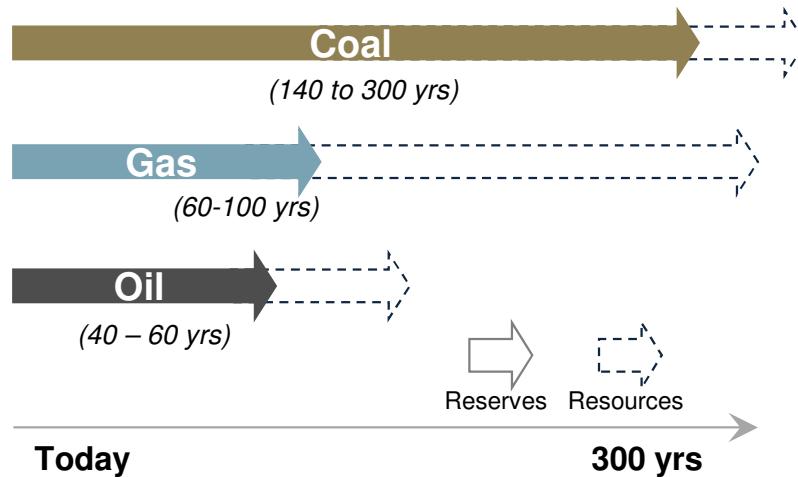 Coal
(140 to 300 yrs)
Gas
(60-100 yrs)
Oil
(40 – 60 yrs)
Reserves Resources
Today 300 yrs